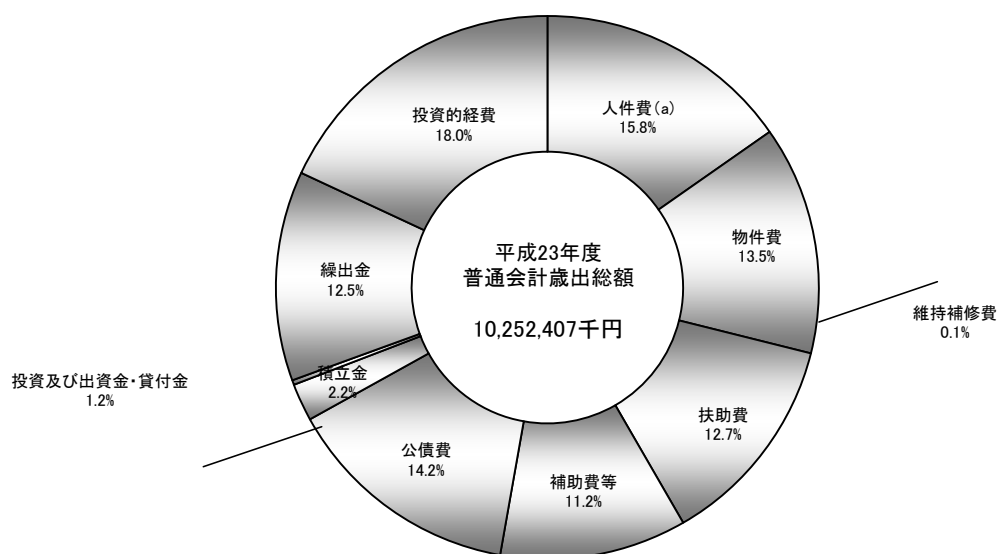 人件費(a)
15.8%
物件費
13.5%
維持補修費
0.1%
扶助費
12.7%
補助費等
11.2%
公債費
14.2%
積立金
2.2%
投資及び出資金・貸付金
1.2%
繰出金
12.5%
投資的経費
18.0%
平成23年度
普通会計歳出総額
10,252,407千円